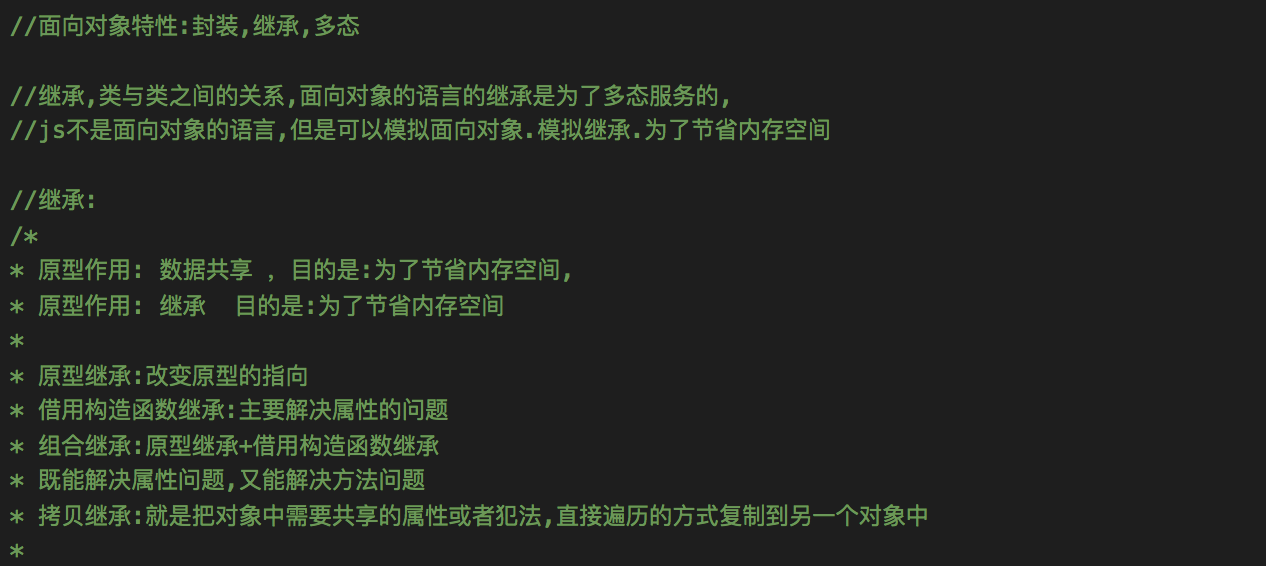 //面向对象特性:封装,继承,多态
//继承,类与类之间的关系,面向对象的语言的继承是为了多态服务的,
//js不是面向对象的语言,但是可以模拟面向对象.模拟继承.为了节省内存空间
//继承:
/*
* 原型作用: 数据共享 ，目的是:为了节省内存空间,
* 原型作用: 继承  目的是:为了节省内存空间
*
* 原型继承:改变原型的指向
* 借用构造函数继承:主要解决属性的问题
* 组合继承:原型继承+借用构造函数继承
* 既能解决属性问题,又能解决方法问题
* 拷贝继承:就是把对象中需要共享的属性或者犯法,直接遍历的方式复制到另一个对象中
*